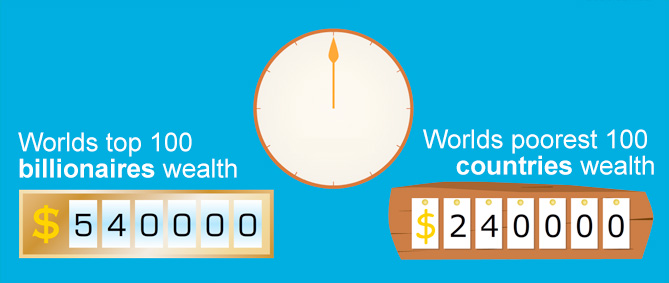 Worlds top 100
billionaires wealth
$ 540000
Worlds poorest 100
countries wealth
$ 240000